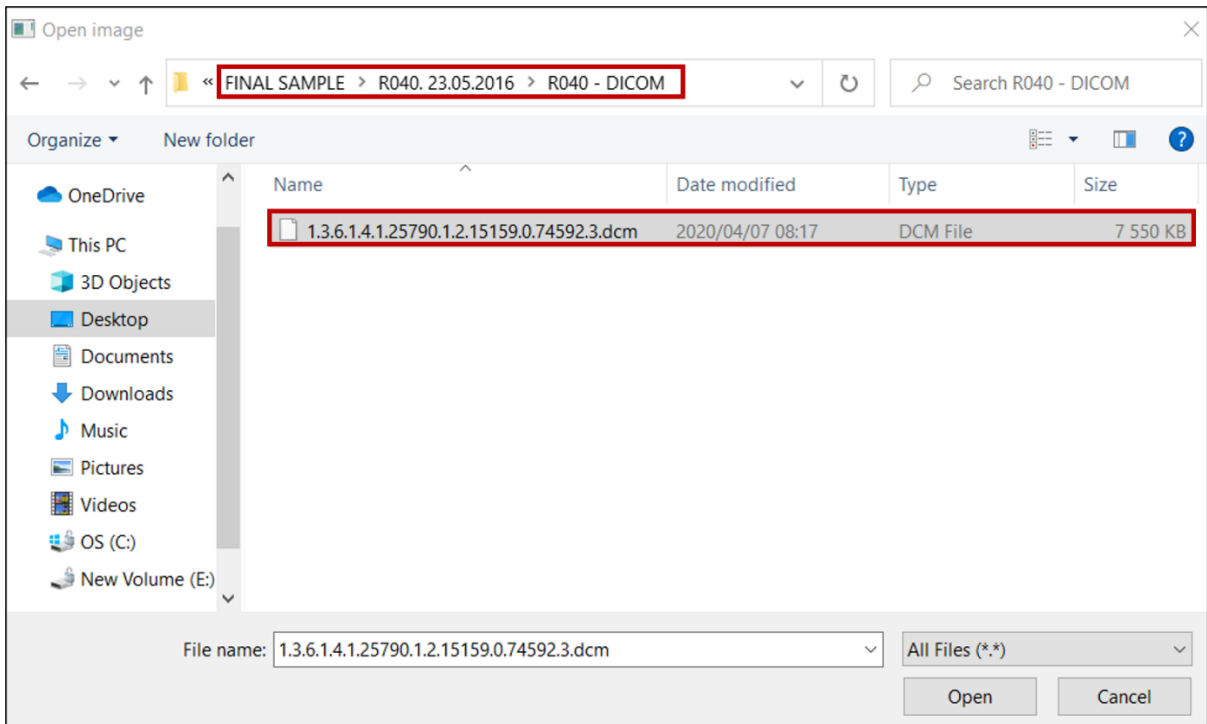 Open image
« FINAL SAMPLE > R040. 23.05.2016 > R040 - DICOM
Search R040 - DICOM
Organize
New folder
?
Name Date modified Type Size
1.3.6.1.4.1.25790.1.2.15159.0.74592.3.dcm 2020/04/07 08:17 DCM File 7 550 KB
OneDrive
This PC
3D Objects
Desktop
Documents
Downloads
Music
Pictures
Videos
OS (C:)
New Volume (E:)
File name: 1.3.6.1.4.1.25790.1.2.15159.0.74592.3.dcm All Files (*.*)
Open Cancel